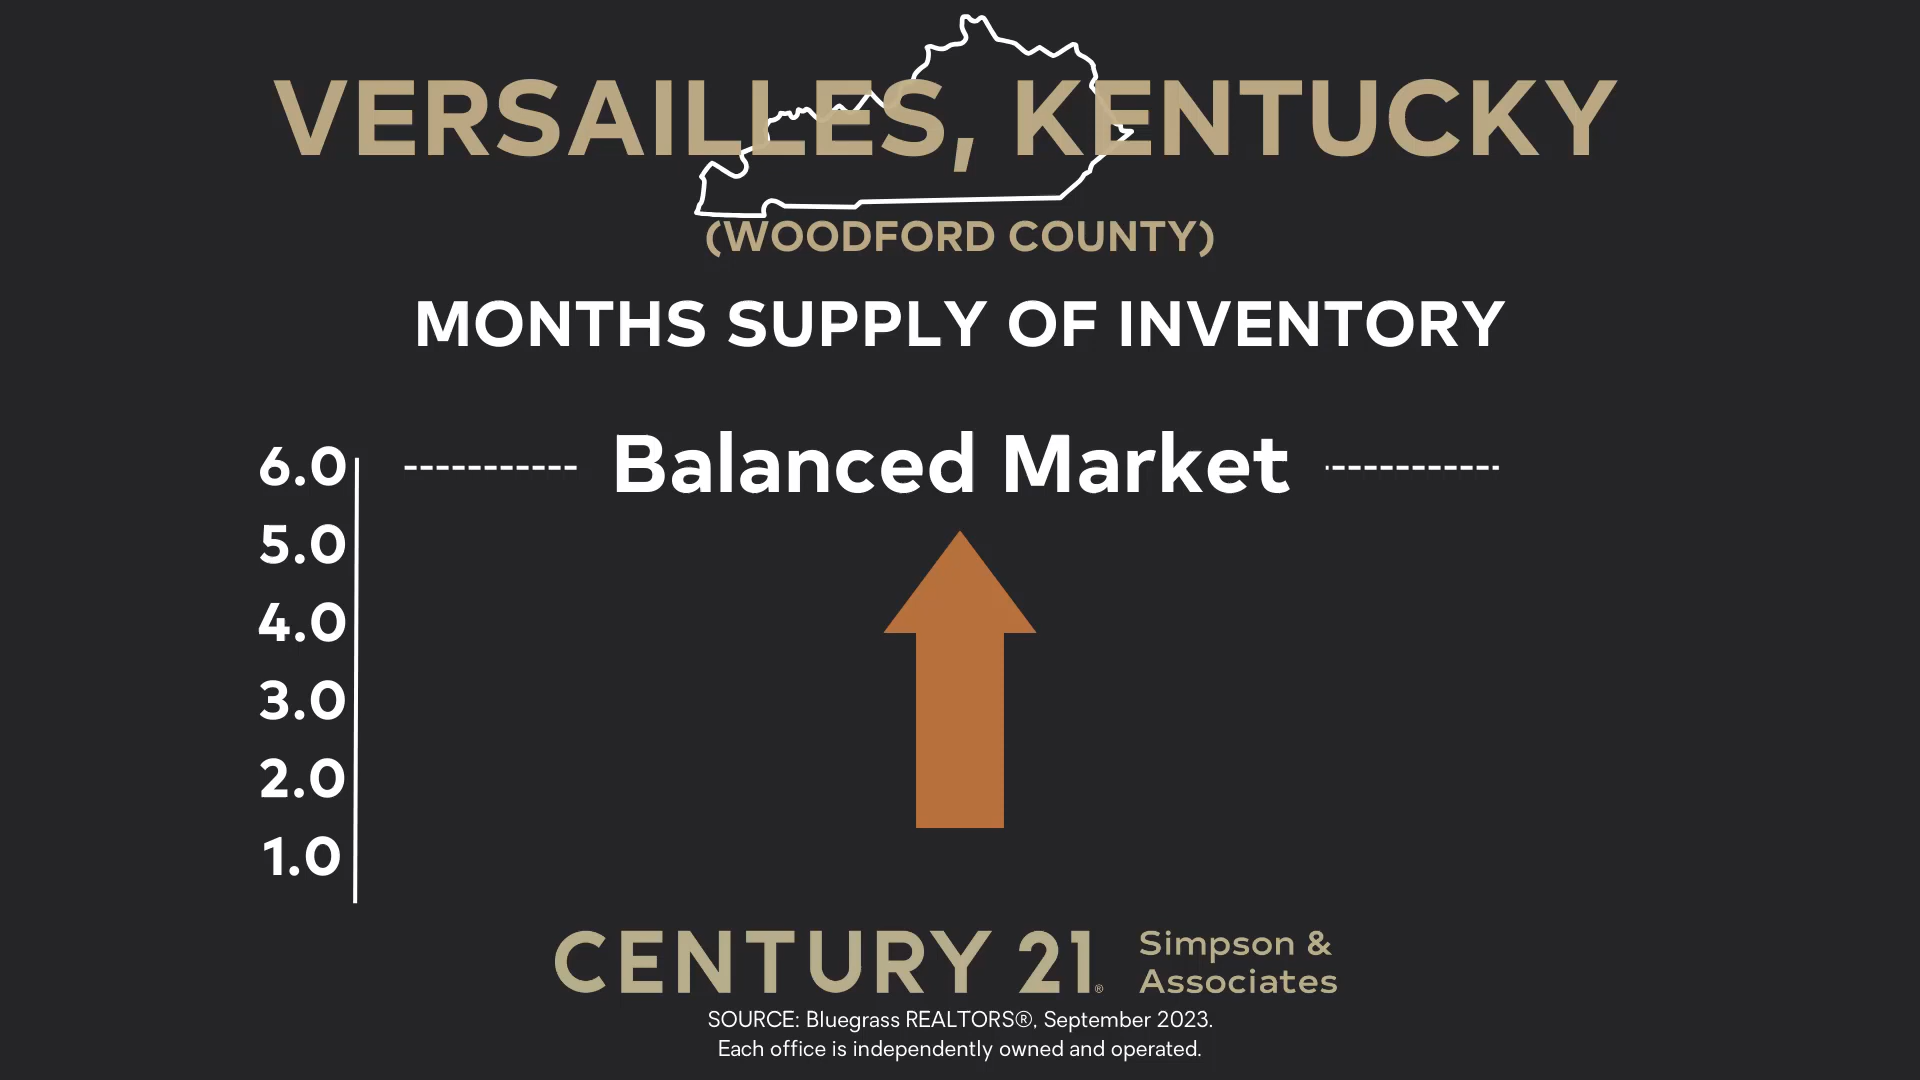 VERSAILLES, KENTUCKY
(WOODFORD COUNTY)
MONTHS SUPPLY OF INVENTORY
6.0 ----------- Balanced Market -----------
5.0
4.0
3.0
2.0
1.0
CENTURY 21® Simpson &
Associates
SOURCE: Bluegrass REALTORS®, September 2023.
Each office is independently owned and operated.